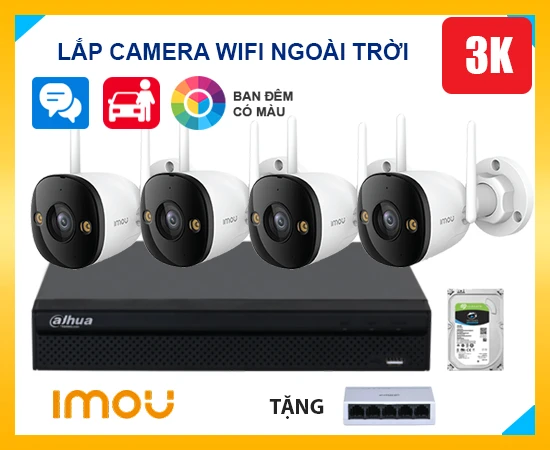 LẮP CAMERA WIFI NGOÀI TRỜI
3K
BAN ĐÊM
CÓ MÀU
imou
imou
imou
imou
alhua
imou
TẶNG